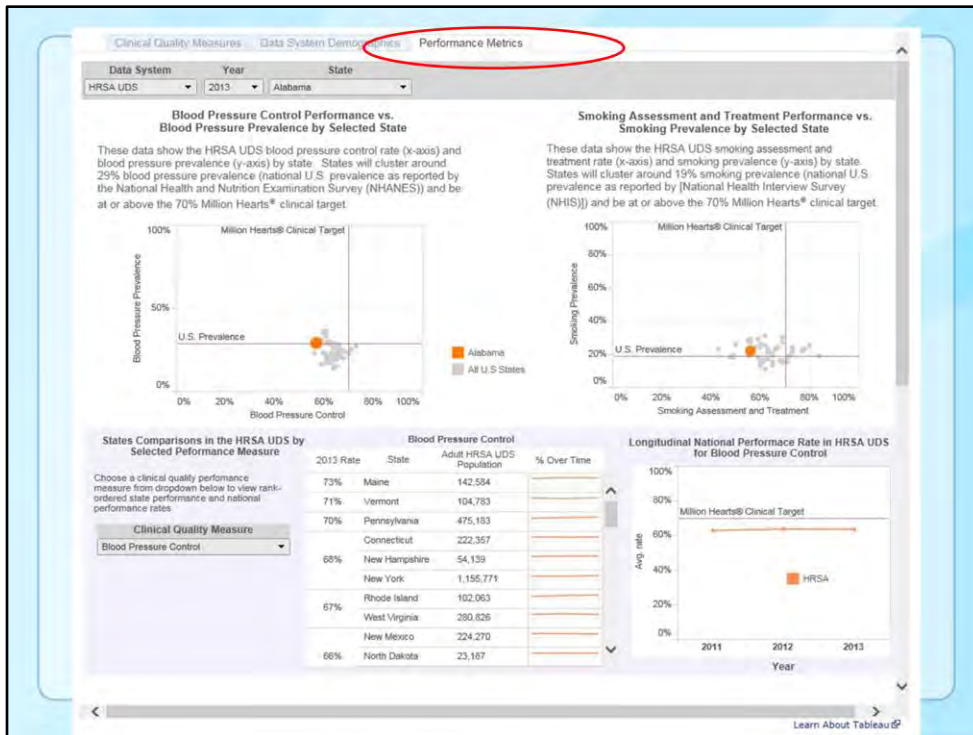 Clinical Quality Measures Data System Demographics Performance Metrics
Data System Year State
HRSA UDS 2013 Alabama
Blood Pressure Control Performance vs.
Blood Pressure Prevalence by Selected State
These data show the HRSA UDS blood pressure control rate (x-axis) and
blood pressure prevalence (y-axis) by state. States will cluster around
29% blood pressure prevalence (national U.S. prevalence as reported by
the National Health and Nutrition Examination Survey (NHANES)) and be
at or above the 70% Million Hearts® clinical target.
100%
Million Hearts® Clinical Target
Blood Pressure Prevalence
50%
U.S. Prevalence
0%
0% 20% 40% 60% 80% 100%
Blood Pressure Control
Alabama
All U.S States
Smoking Assessment and Treatment Performance vs.
Smoking Prevalence by Selected State
These data show the HRSA UDS smoking assessment and
treatment rate (x-axis) and smoking prevalence (y-axis) by state.
States will cluster around 19% smoking prevalence (national U.S.
prevalence as reported by [National Health Interview Survey
(NHIS)]) and be at or above the 70% Million Hearts® clinical target.
100%
Million Hearts® Clinical Target
80%
60%
Smoking Prevalence
40%
U.S. Prevalence
20%
0%
0% 20% 40% 60% 80% 100%
Smoking Assessment and Treatment
States Comparisons in the HRSA UDS by
Selected Peformance Measure
Choose a clinical quality perfomance
measure from dropdown below to view rank-
ordered state performance and national
performance rates
Clinical Quality Measure
Blood Pressure Control
Blood Pressure Control
2013 Rate State Adult HRSA UDS Population % Over Time
73% Maine 142,584
71% Vermont 104,783
70% Pennsylvania 475,183
Connecticut 222,357
68% New Hampshire 54,139
New York 1,155,771
67% Rhode Island 102,063
West Virginia 280,826
New Mexico 224,270
66% North Dakota 23,187
Longitudinal National Performace Rate in HRSA UDS
for Blood Pressure Control
100%
80%
Million Hearts® Clinical Target
60%
Avg. rate
40%
HRSA
20%
0%
2011 2012 2013
Year
Learn About Tableau